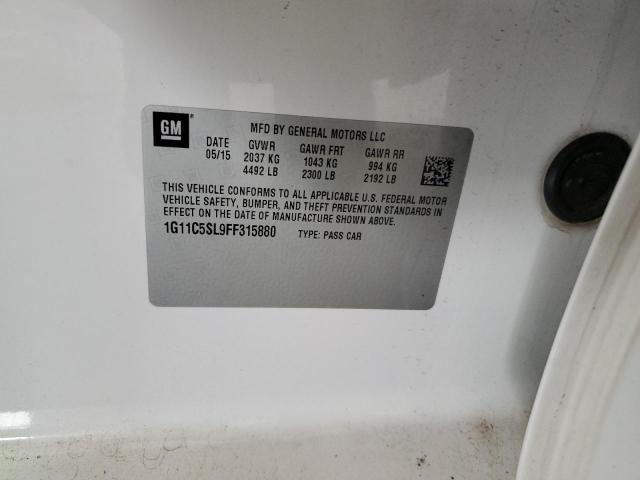 GM
MFD BY GENERAL MOTORS LLC
DATE GVWR GAWR FRT GAWR RR
05/15 2037 KG 1043 KG 994 KG
4492 LB 2300 LB 2192 LB
THIS VEHICLE CONFORMS TO ALL APPLICABLE U.S. FEDERAL MOTOR
VEHICLE SAFETY, BUMPER, AND THEFT PREVENTION STANDARDS IN
EFFECT ON THE DATE OF MANUFACTURE SHOWN ABOVE.
1G11C5SL9FF315880 TYPE: PASS CAR